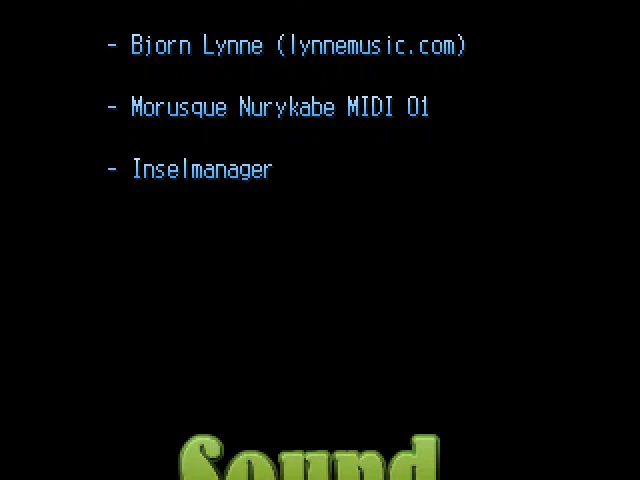 - Bjorn Lynne (lynnemusic.com)
- Morusque Nurykabe MIDI 01
- Inselmanager
Sound